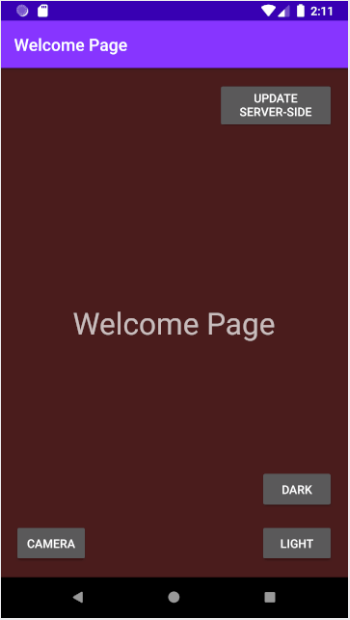 2:11
Welcome Page
UPDATE
SERVER-SIDE
Welcome Page
DARK
CAMERA
LIGHT